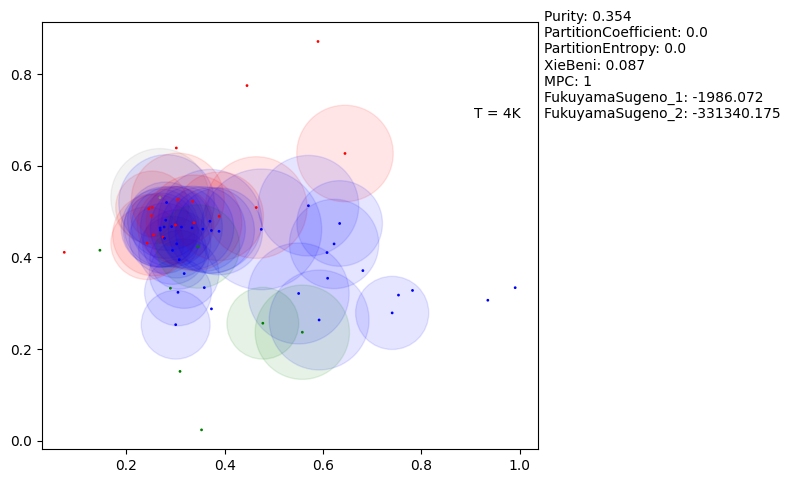 Purity: 0.354
PartitionCoefficient: 0.0
PartitionEntropy: 0.0
XieBeni: 0.087
MPC: 1
FukuyamaSugeno_1: -1986.072
FukuyamaSugeno_2: -331340.175
T = 4K
0.8
0.6
0.4
0.2
0.0
0.2 0.4 0.6 0.8 1.0